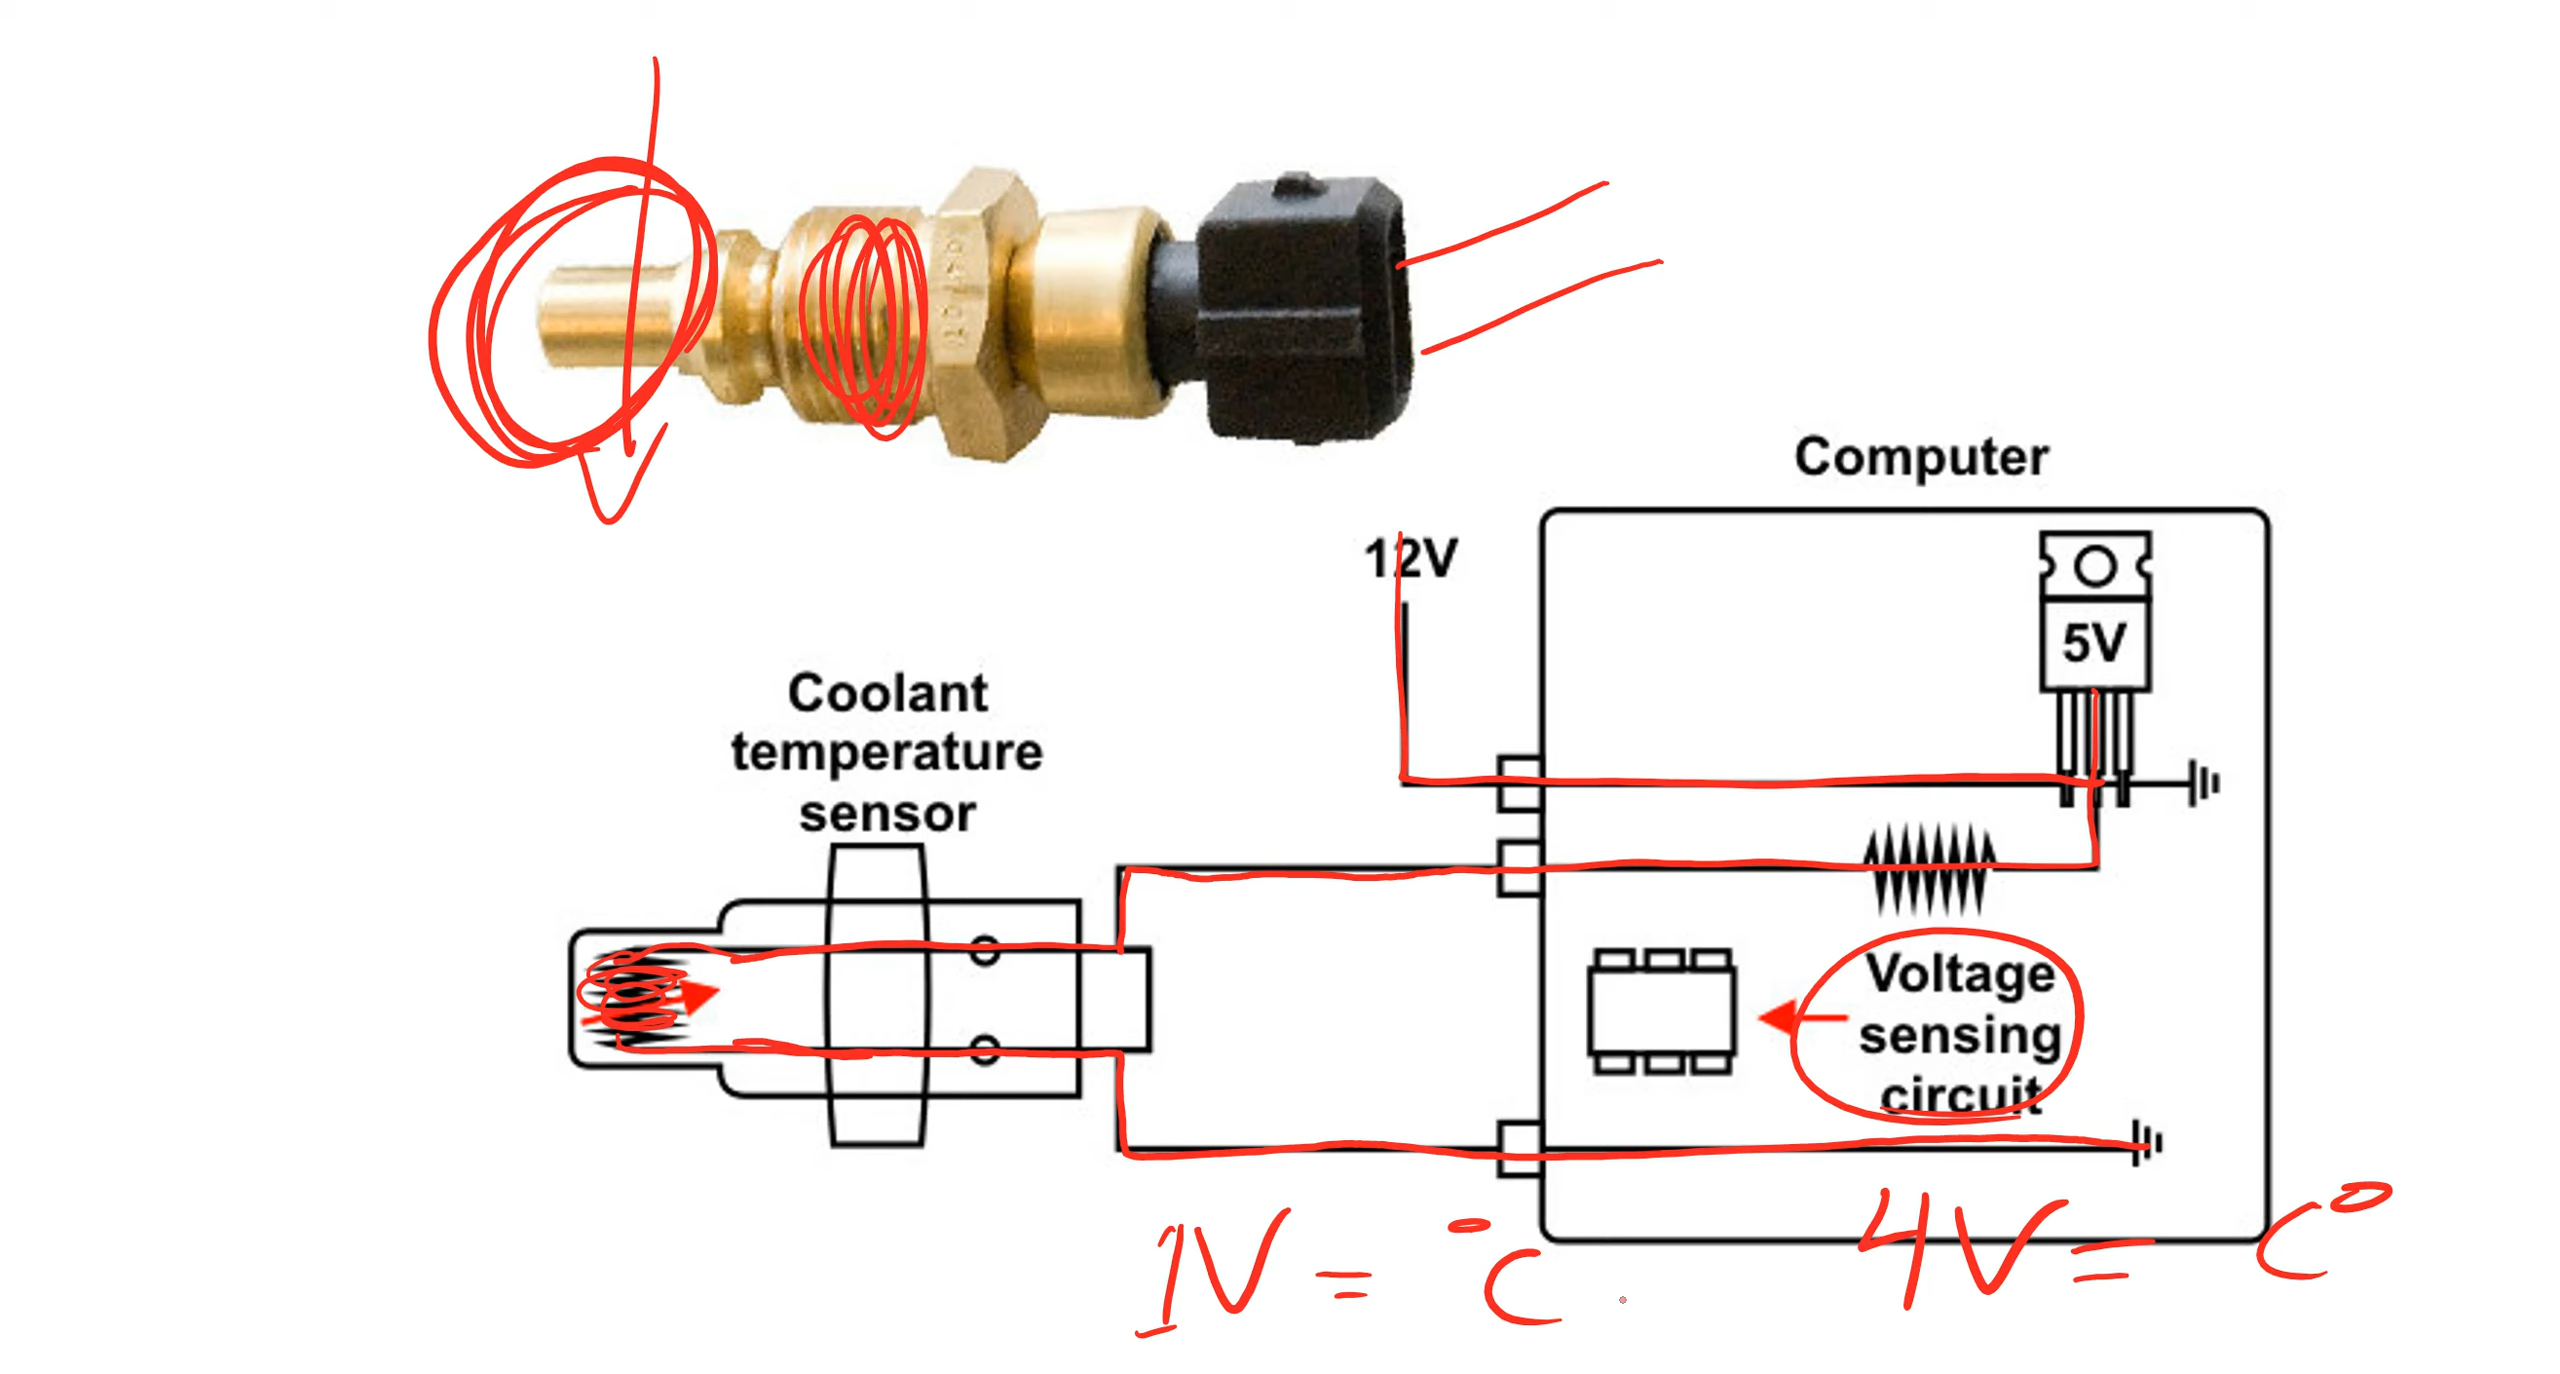 Computer
12V
5V
Coolant
temperature
sensor
Voltage
sensing
circuit
1V = °C
4V = C°